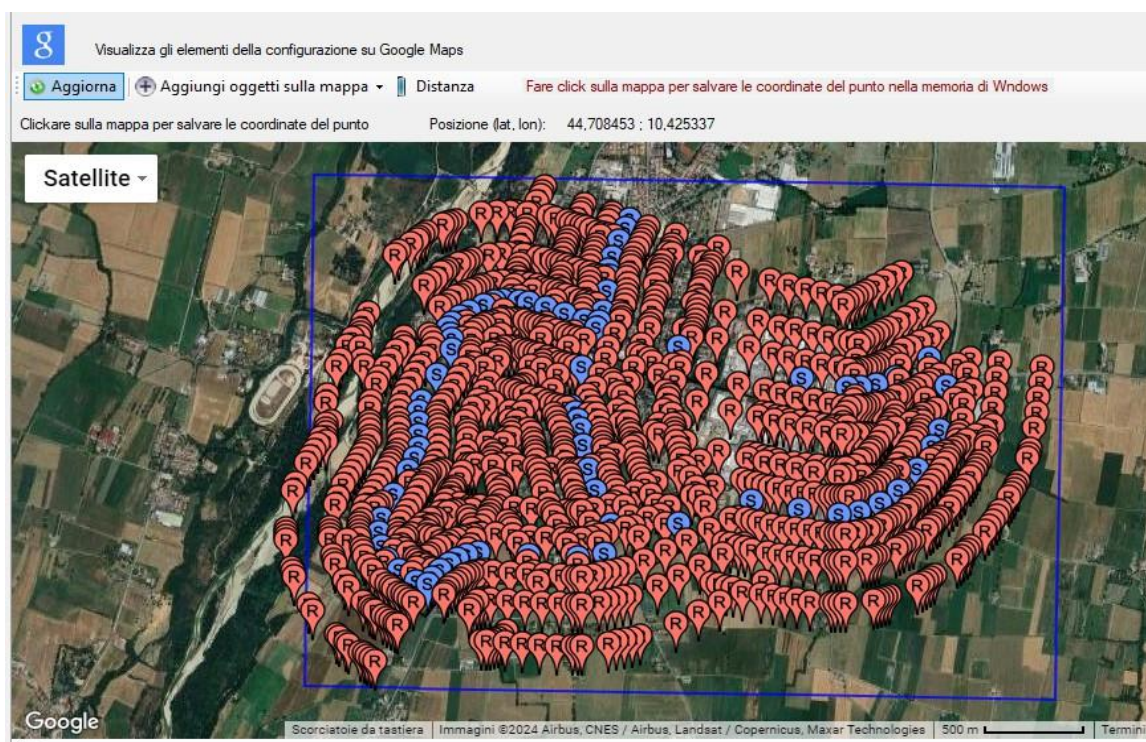 g
Visualizza gli elementi della configurazione su Google Maps
Aggiorna Aggiungi oggetti sulla mappa Distanza Fare click sulla mappa per salvare le coordinate del punto nella memoria di Wndows
Clickare sulla mappa per salvare le coordinate del punto Posizione (lat, lon): 44,708453 ; 10,425337
Satellite
Google
Scorciatoie da tastiera Immagini ©2024 Airbus, CNES / Airbus, Landsat / Copernicus, Maxar Technologies 500 m Termin